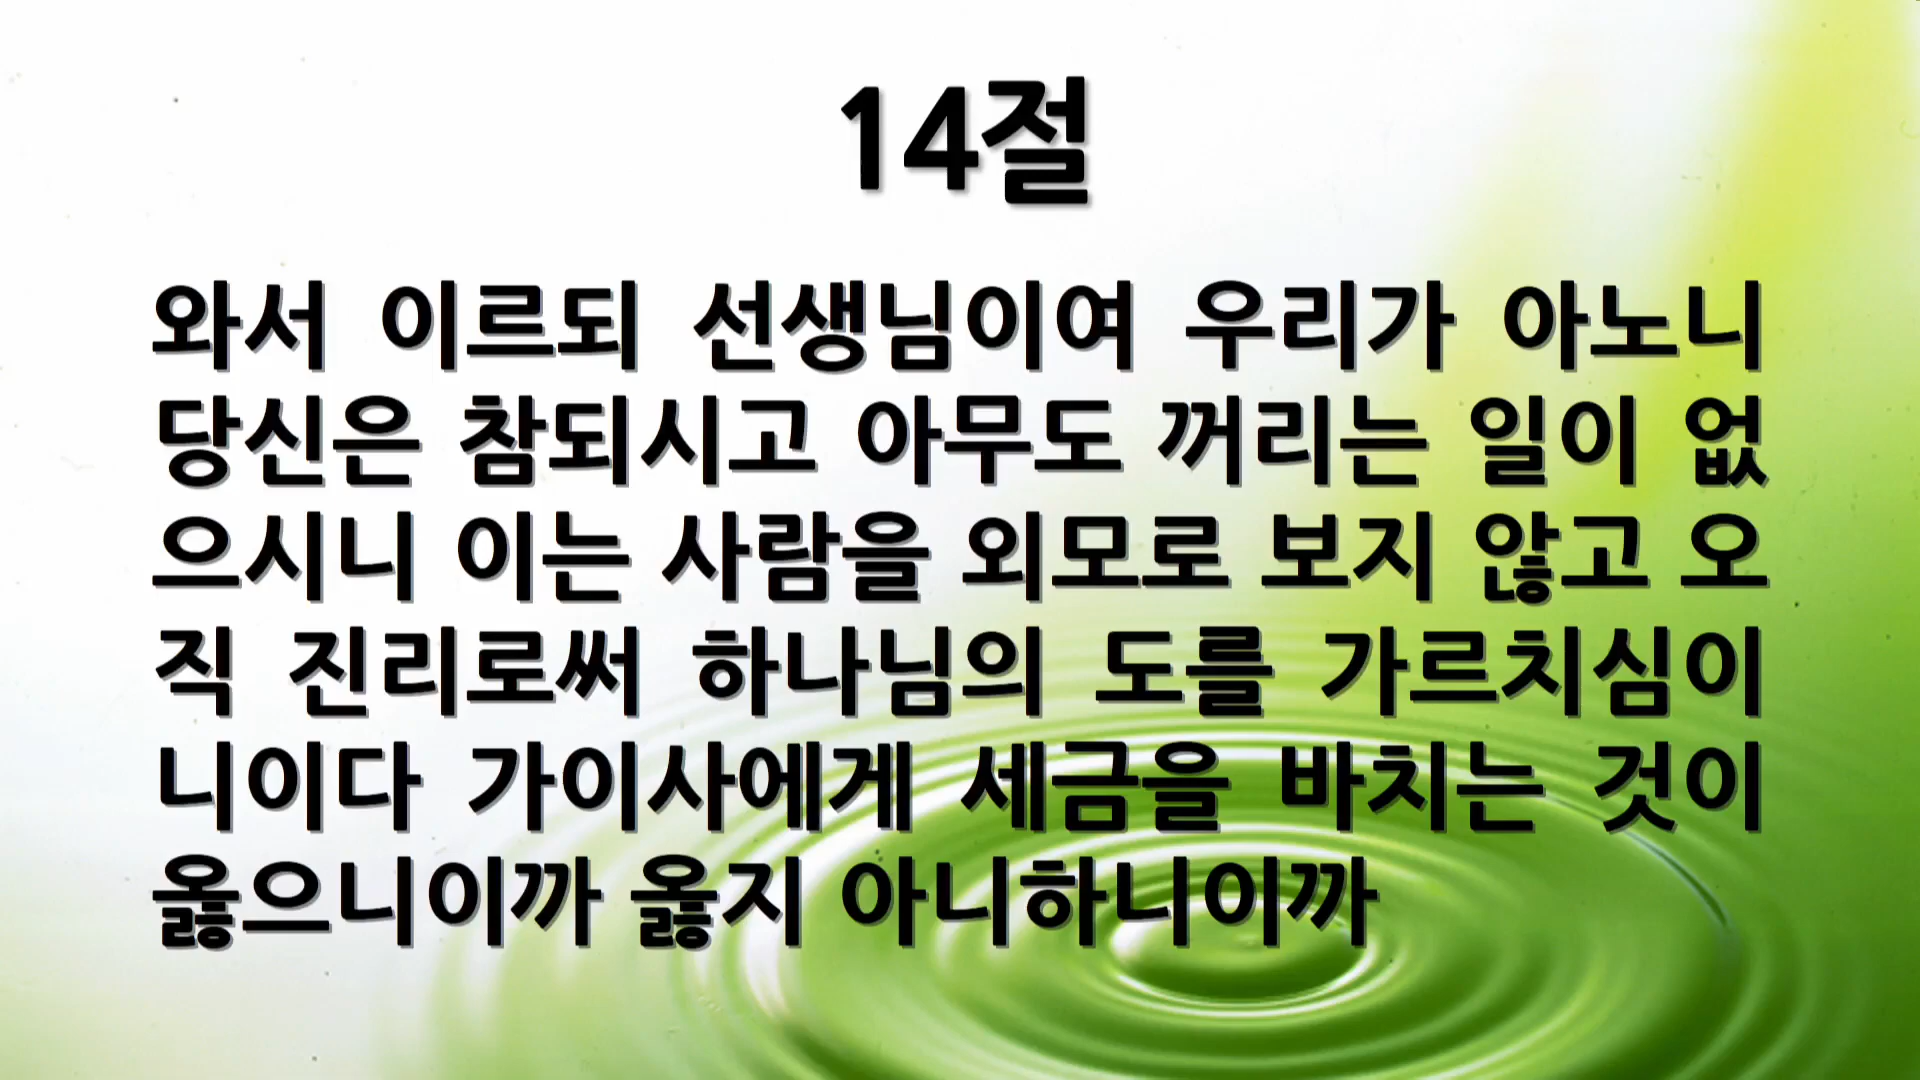 14절
와서 이르되 선생님이여 우리가 아노니
당신은 참되시고 아무도 꺼리는 일이 없
으시니 이는 사람을 외모로 보지 않고 오
직 진리로써 하나님의 도를 가르치심이
니이다 가이사에게 세금을 바치는 것이
옳으니이까 옳지 아니하니이까